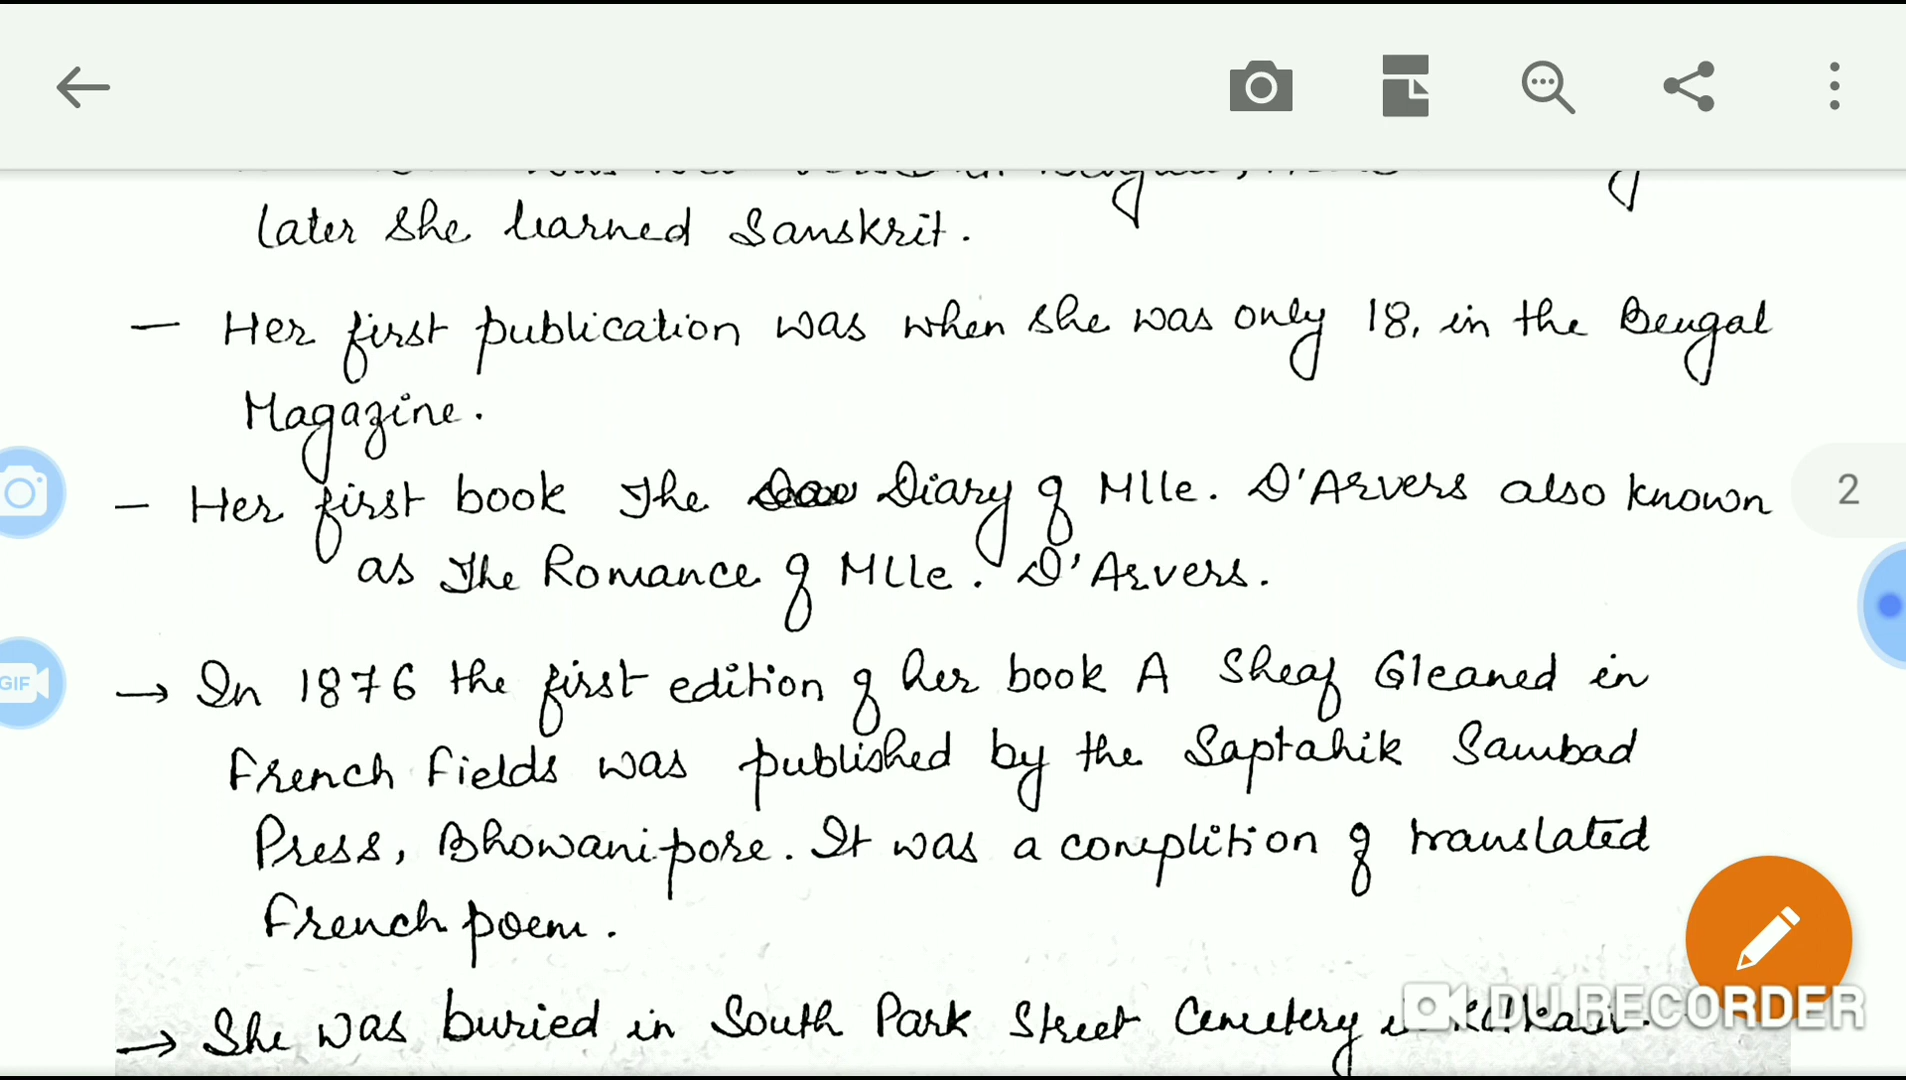 later she learned Sanskrit.
— Her first publication was when she was only 18, in the Bengal
Magazine.
— Her first book The Diary of Mlle. D'Arvers also known
as The Romance of Mlle. D'Arvers.
2
GIF
→ In 1876 the first edition of her book A Sheaf Gleaned in
French Fields was published by the Saptahik Sambad
Press, Bhowanipore. It was a complition of translated
French poem.
→ She was buried in South Park Street Cemetery
DU RECORDER